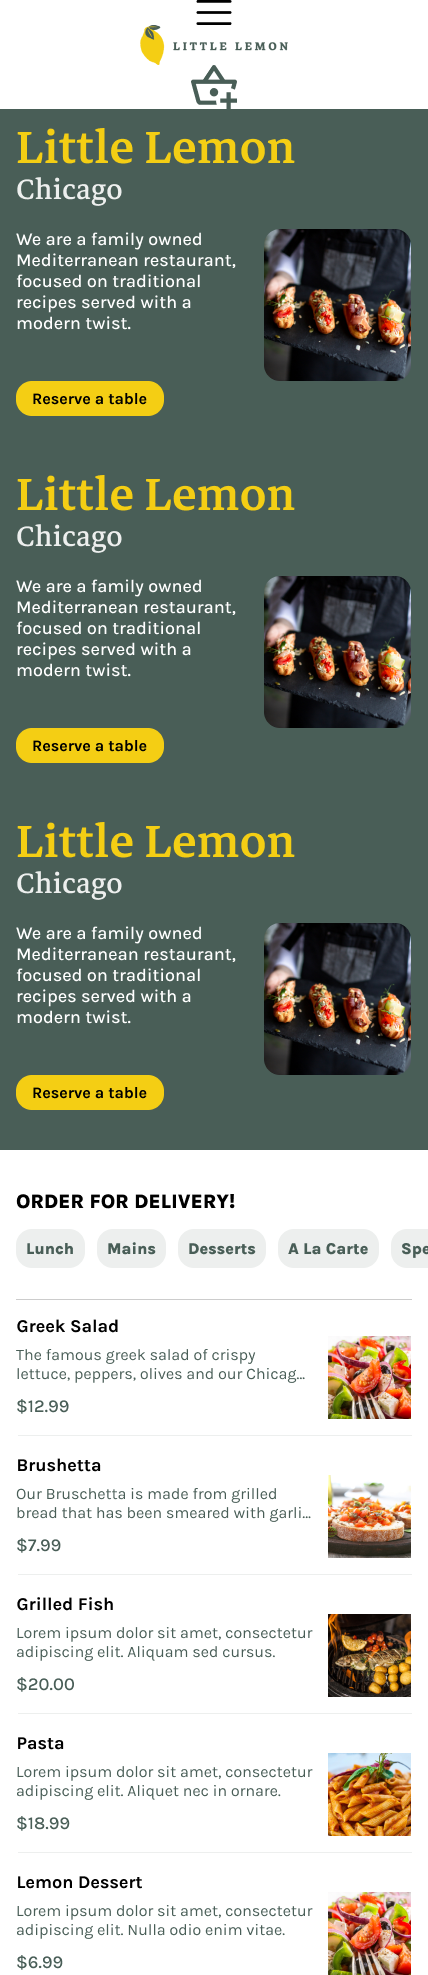 LITTLE LEMON
Little Lemon
Chicago
We are a family owned
Mediterranean restaurant,
focused on traditional
recipes served with a
modern twist.
Reserve a table
Little Lemon
Chicago
We are a family owned
Mediterranean restaurant,
focused on traditional
recipes served with a
modern twist.
Reserve a table
Little Lemon
Chicago
We are a family owned
Mediterranean restaurant,
focused on traditional
recipes served with a
modern twist.
Reserve a table
ORDER FOR DELIVERY!
Lunch Mains Desserts A La Carte Spe
Greek Salad
The famous greek salad of crispy
lettuce, peppers, olives and our Chicag...
$12.99
Brushetta
Our Bruschetta is made from grilled
bread that has been smeared with garli...
$7.99
Grilled Fish
Lorem ipsum dolor sit amet, consectetur
adipiscing elit. Aliquam sed cursus.
$20.00
Pasta
Lorem ipsum dolor sit amet, consectetur
adipiscing elit. Aliquet nec in ornare.
$18.99
Lemon Dessert
Lorem ipsum dolor sit amet, consectetur
adipiscing elit. Nulla odio enim vitae.
$6.99